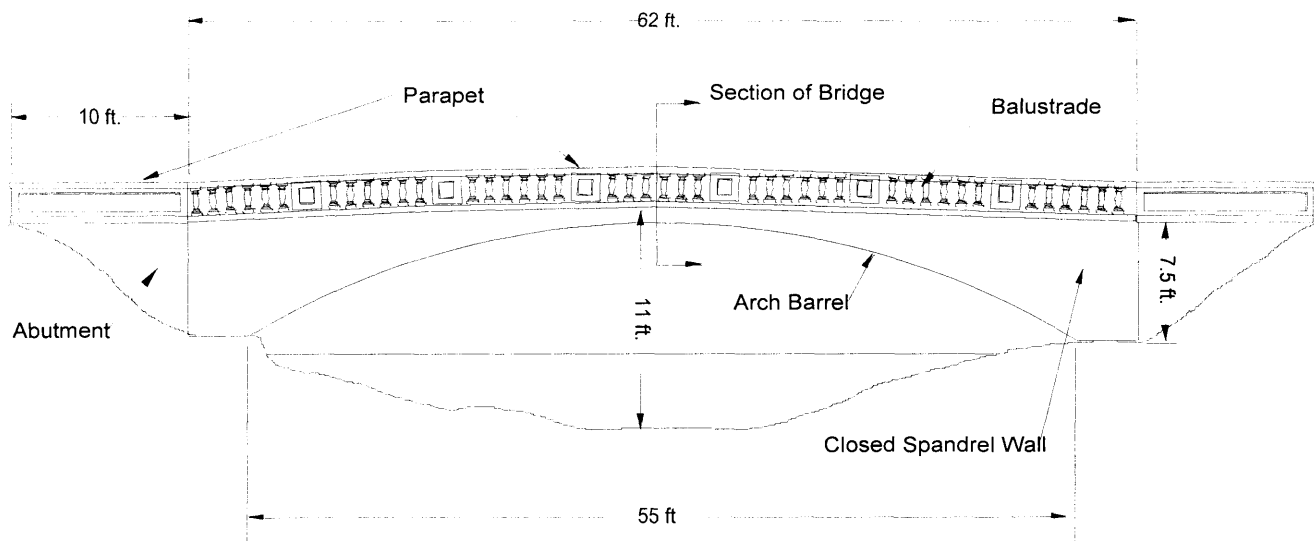 62 ft.
Parapet
Section of Bridge
Balustrade
10 ft.
Arch Barrel
11 ft.
7.5 ft.
Abutment
Closed Spandrel Wall
55 ft